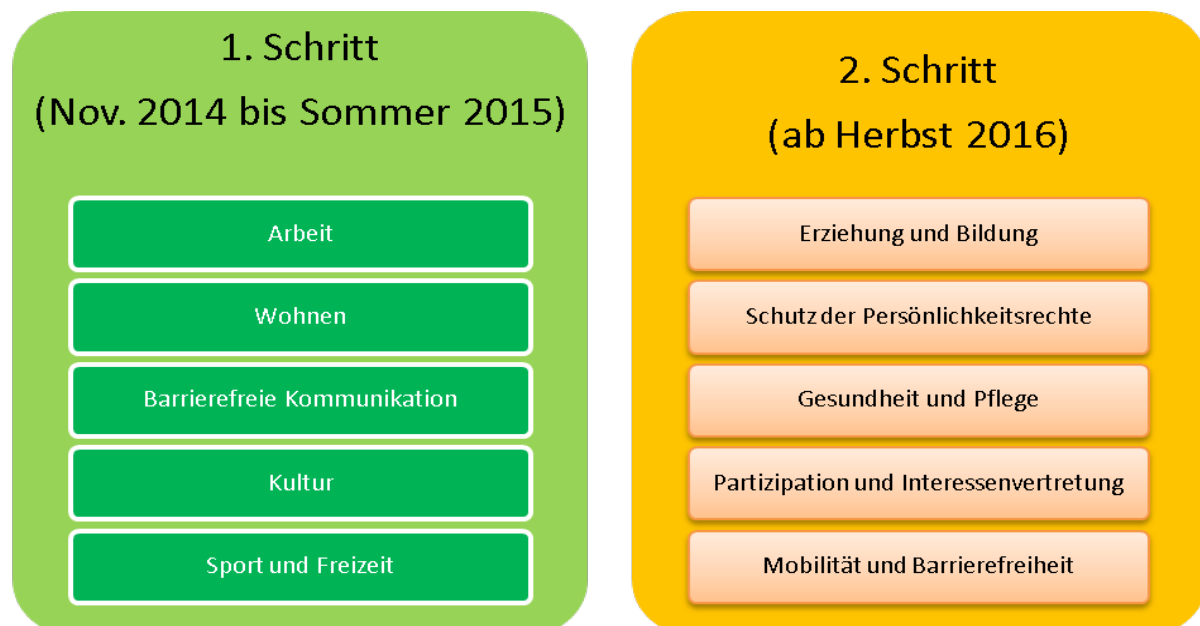 1. Schritt
(Nov. 2014 bis Sommer 2015)
Arbeit
Wohnen
Barrierefreie Kommunikation
Kultur
Sport und Freizeit
2. Schritt
(ab Herbst 2016)
Erziehung und Bildung
Schutz der Persönlichkeitsrechte
Gesundheit und Pflege
Partizipation und Interessenvertretung
Mobilität und Barrierefreiheit